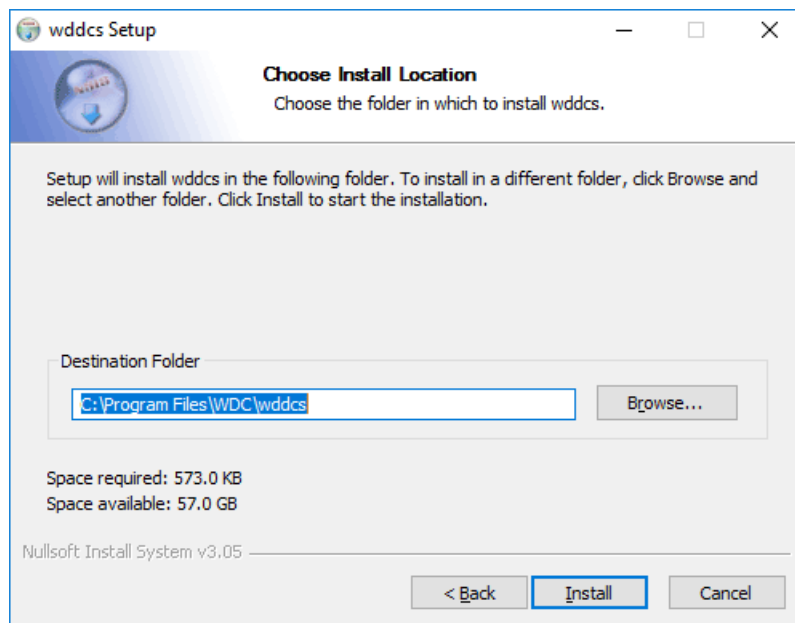 wddcs Setup
Choose Install Location
Choose the folder in which to install wddcs.
Setup will install wddcs in the following folder. To install in a different folder, click Browse and
select another folder. Click Install to start the installation.
Destination Folder
C:\Program Files\WDC\wddcs
Browse...
Space required: 573.0 KB
Space available: 57.0 GB
Nullsoft Install System v3.05
< Back
Install
Cancel